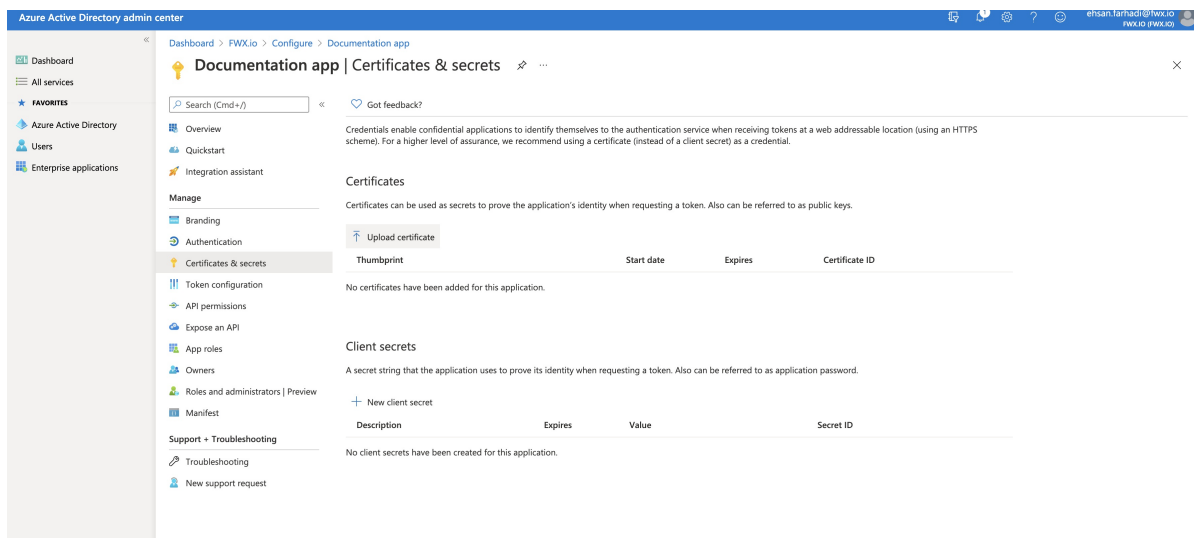 Azure Active Directory admin center
1
ehsan.farhadi@fwx.io
FWX.IO (FWX.IO)
«
Dashboard
All services
FAVORITES
Azure Active Directory
Users
Enterprise applications
Dashboard > FWX.io > Configure > Documentation app
Documentation app | Certificates & secrets
Search (Cmd+/)
«
Overview
Quickstart
Integration assistant
Manage
Branding
Authentication
Certificates & secrets
Token configuration
API permissions
Expose an API
App roles
Owners
Roles and administrators | Preview
Manifest
Support + Troubleshooting
Troubleshooting
New support request
Got feedback?
Credentials enable confidential applications to identify themselves to the authentication service when receiving tokens at a web addressable location (using an HTTPS
scheme). For a higher level of assurance, we recommend using a certificate (instead of a client secret) as a credential.
Certificates
Certificates can be used as secrets to prove the application's identity when requesting a token. Also can be referred to as public keys.
Upload certificate
Thumbprint Start date Expires Certificate ID
No certificates have been added for this application.
Client secrets
A secret string that the application uses to prove its identity when requesting a token. Also can be referred to as application password.
New client secret
Description Expires Value Secret ID
No client secrets have been created for this application.